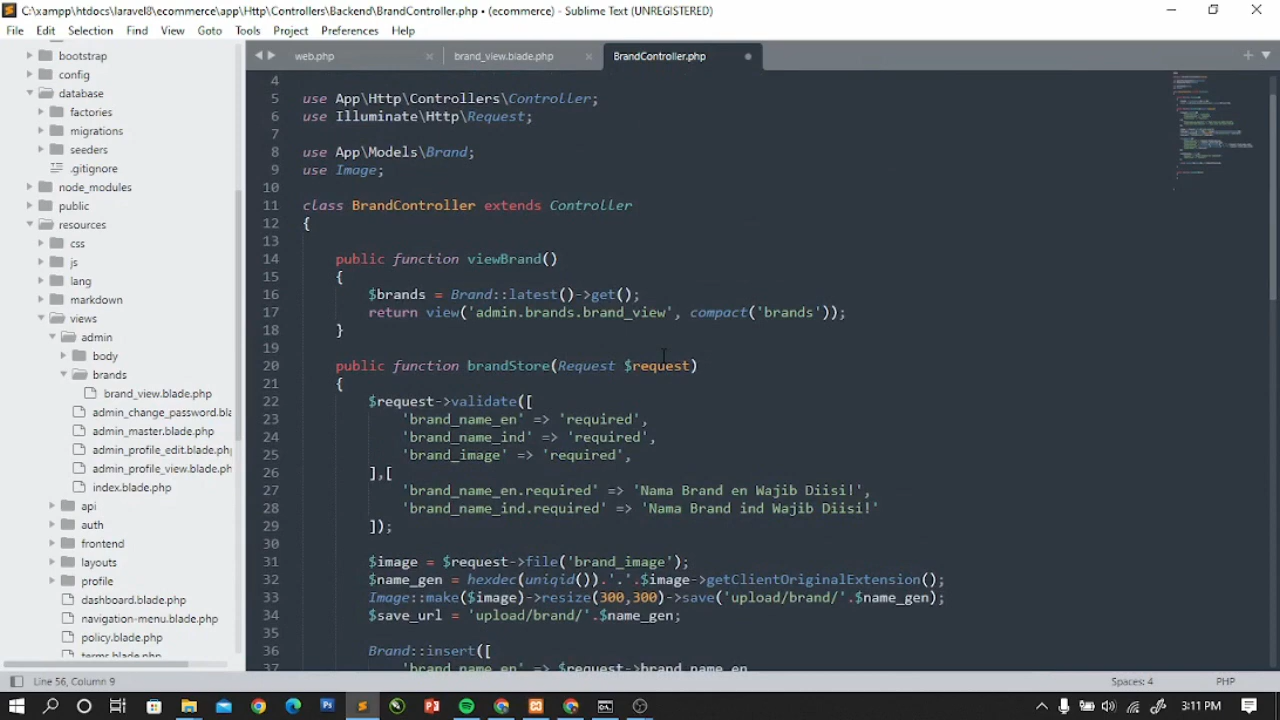 C:\xampp\htdocs\laravel8\ecommerce\app\Http\Controllers\Backend\BrandController.php • (ecommerce) - Sublime Text (UNREGISTERED)
File Edit Selection Find View Goto Tools Project Preferences Help
bootstrap
config
database
factories
migrations
seeders
.gitignore
node_modules
public
resources
css
js
lang
markdown
views
admin
body
brands
brand_view.blade.php
admin_change_password.bla
admin_master.blade.php
admin_profile_edit.blade.php
admin_profile_view.blade.ph
index.blade.php
api
auth
frontend
layouts
profile
dashboard.blade.php
navigation-menu.blade.php
policy.blade.php
terms.blade.php
web.php brand_view.blade.php BrandController.php
4
5 use App\Http\Controllers\Controller;
6 use Illuminate\Http\Request;
7
8 use App\Models\Brand;
9 use Image;
10
11 class BrandController extends Controller
12 {
13
14 public function viewBrand()
15 {
16 $brands = Brand::latest()->get();
17 return view('admin.brands.brand_view', compact('brands'));
18 }
19
20 public function brandStore(Request $request)
21 {
22 $request->validate([
23 'brand_name_en' => 'required',
24 'brand_name_ind' => 'required',
25 'brand_image' => 'required',
26 ],[
27 'brand_name_en.required' => 'Nama Brand en Wajib Diisi!',
28 'brand_name_ind.required' => 'Nama Brand ind Wajib Diisi!'
29 ]);
30
31 $image = $request->file('brand_image');
32 $name_gen = hexdec(uniqid()).'.'.$image->getClientOriginalExtension();
33 Image::make($image)->resize(300,300)->save('upload/brand/'.$name_gen);
34 $save_url = 'upload/brand/'.$name_gen;
35
36 Brand::insert([
37 'brand_name_en' => $request->brand_name_en
Line 56, Column 9 Spaces: 4 PHP
3:11 PM